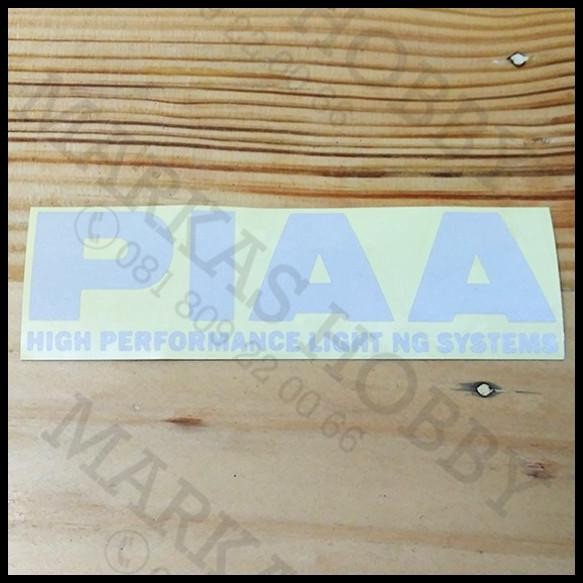 PIAA
HIGH PERFORMANCE LIGHT NG SYSTEMS
MARKAS HOBBY
081 809 22 00 66
MARKAS HOBBY